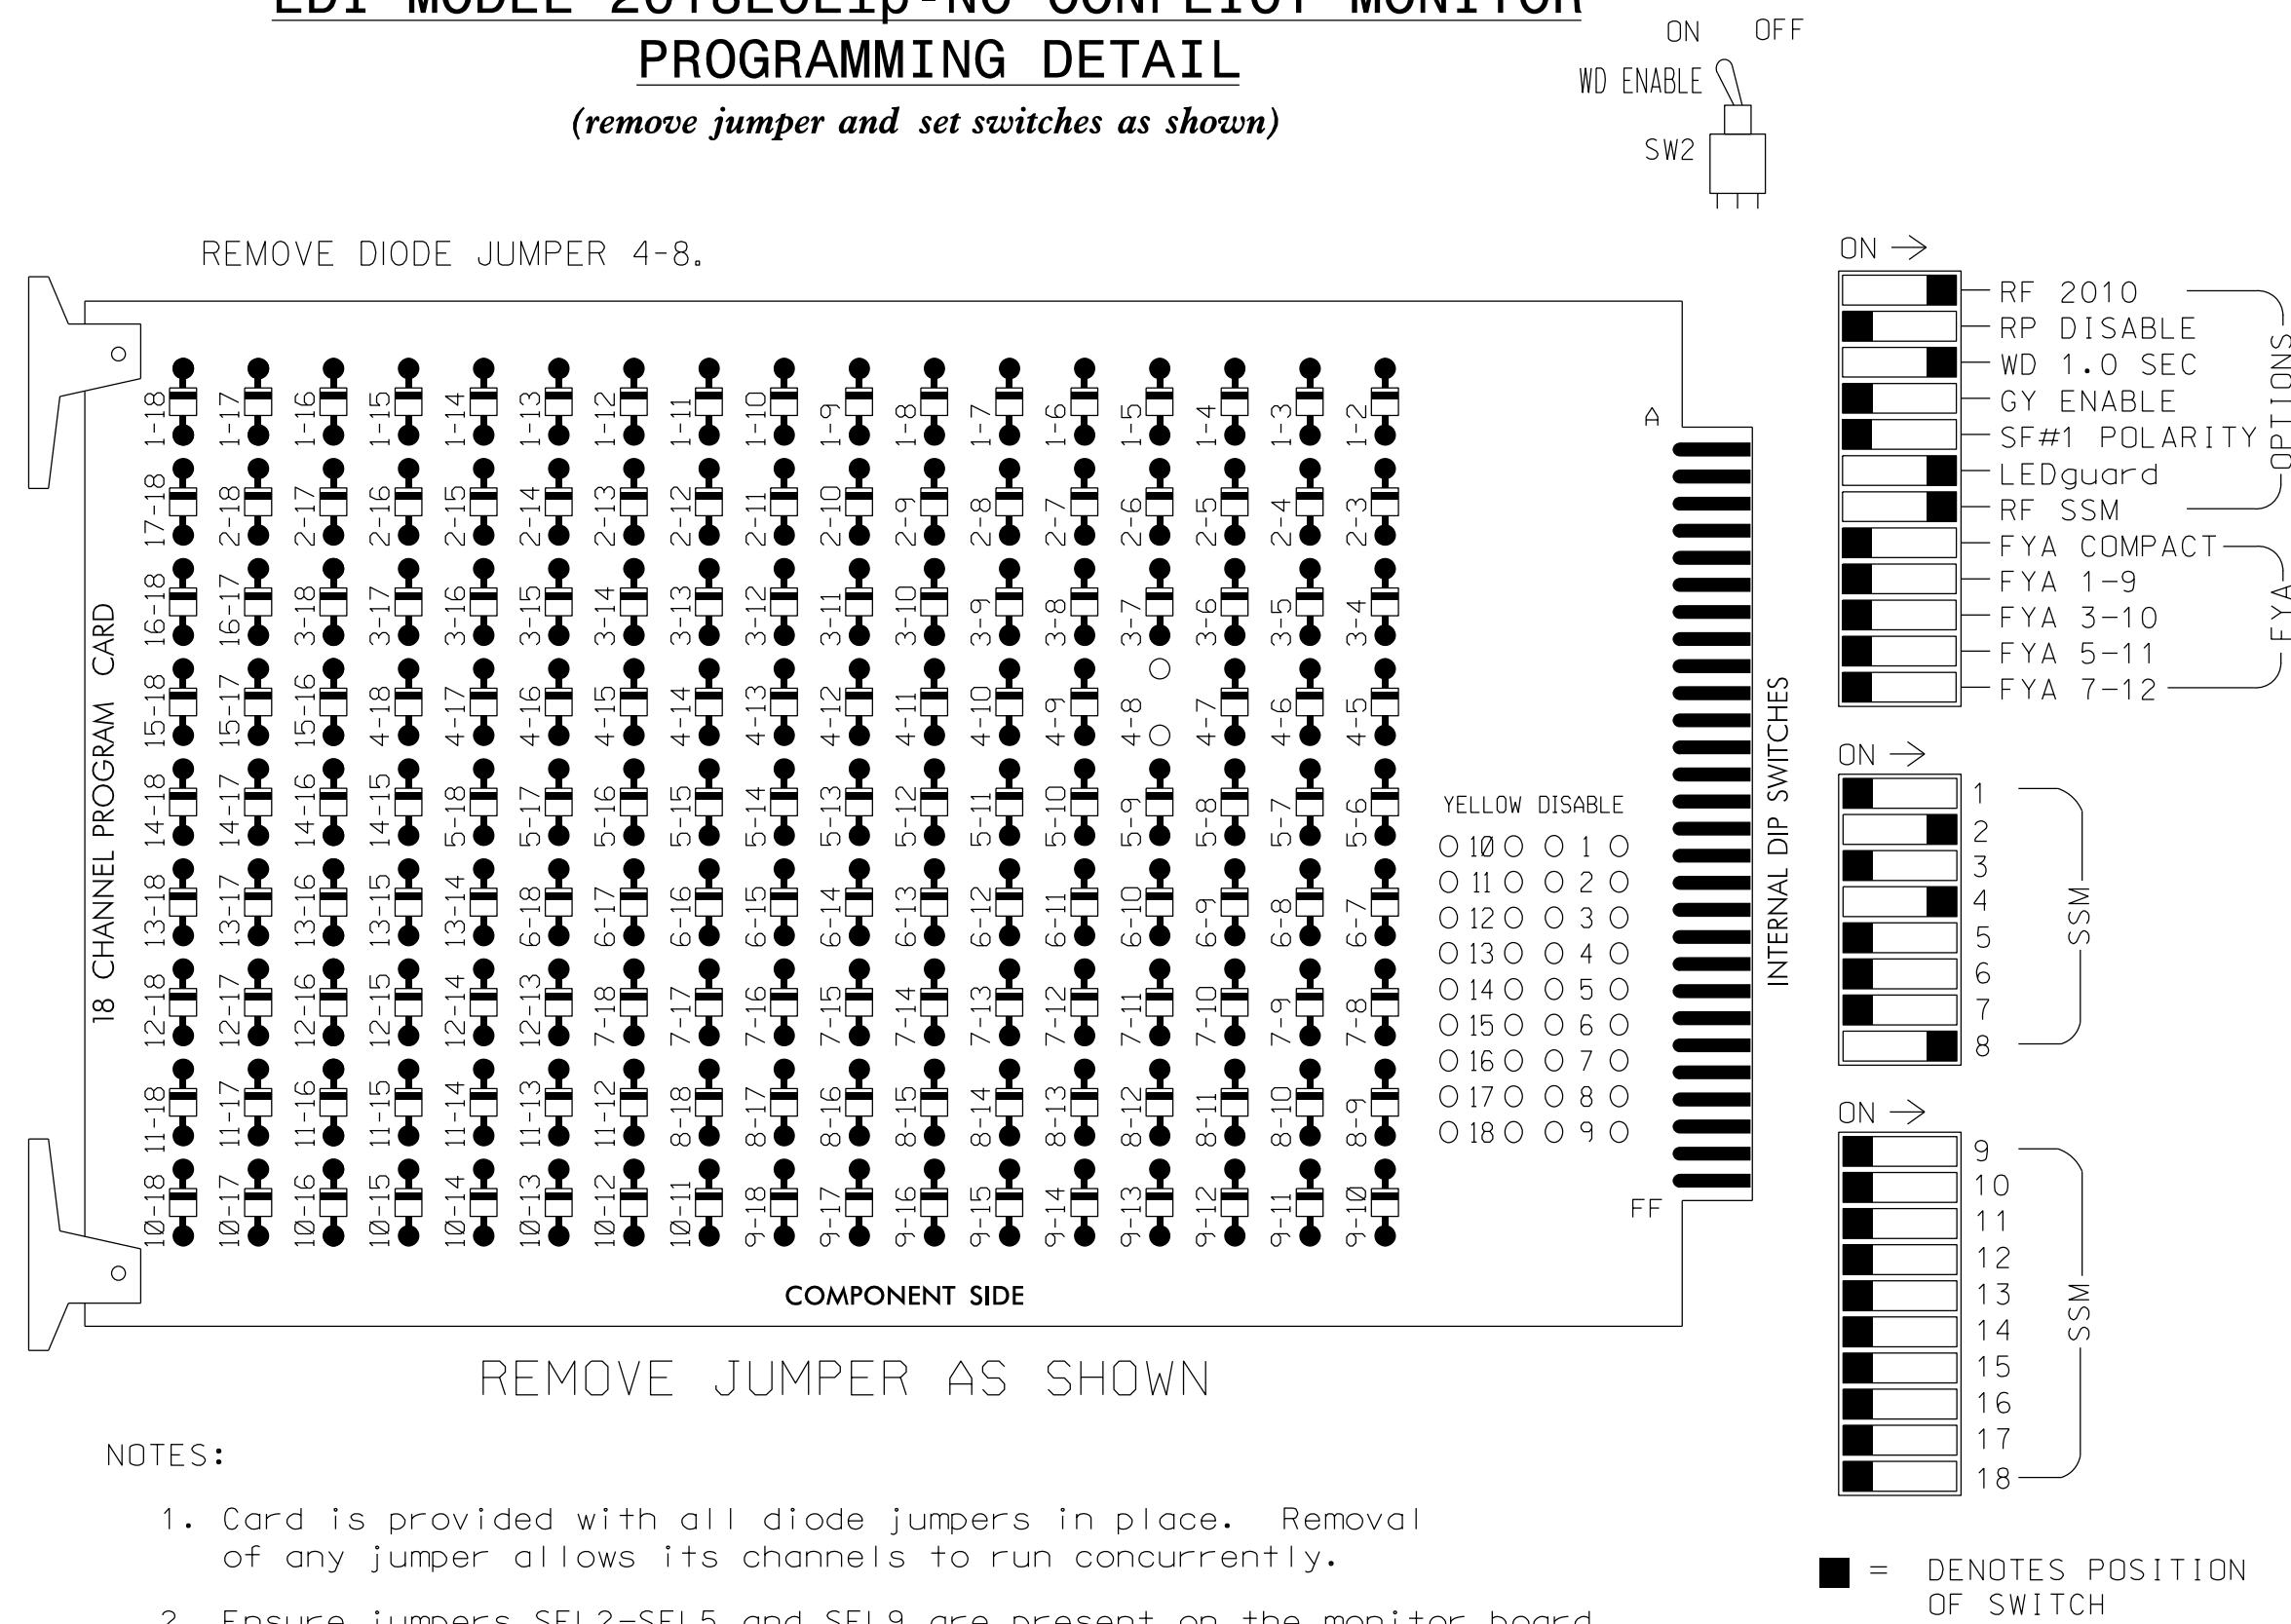 PROGRAMMING DETAIL
(remove jumper and set switches as shown)
ON OFF
WD ENABLE
SW2
REMOVE DIODE JUMPER 4-8.
18 CHANNEL PROGRAM CARD
1-18 1-17 1-16 1-15 1-14 1-13 1-12 1-11 1-10 1-9 1-8 1-7 1-6 1-5 1-4 1-3 1-2
17-18 2-18 2-17 2-16 2-15 2-14 2-13 2-12 2-11 2-10 2-9 2-8 2-7 2-6 2-5 2-4 2-3
16-18 16-17 3-18 3-17 3-16 3-15 3-14 3-13 3-12 3-11 3-10 3-9 3-8 3-7 3-6 3-5 3-4
15-18 15-17 15-16 4-18 4-17 4-16 4-15 4-14 4-13 4-12 4-11 4-10 4-9 4-8 4-7 4-6 4-5
14-18 14-17 14-16 14-15 5-18 5-17 5-16 5-15 5-14 5-13 5-12 5-11 5-10 5-9 5-8 5-7 5-6
13-18 13-17 13-16 13-15 13-14 6-18 6-17 6-16 6-15 6-14 6-13 6-12 6-11 6-10 6-9 6-8 6-7
12-18 12-17 12-16 12-15 12-14 12-13 7-18 7-17 7-16 7-15 7-14 7-13 7-12 7-11 7-10 7-9 7-8
11-18 11-17 11-16 11-15 11-14 11-13 11-12 8-18 8-17 8-16 8-15 8-14 8-13 8-12 8-11 8-10 8-9
10-18 10-17 10-16 10-15 10-14 10-13 10-12 10-11 9-18 9-17 9-16 9-15 9-14 9-13 9-12 9-11 9-10
A
YELLOW DISABLE
10 1
11 2
12 3
13 4
14 5
15 6
16 7
17 8
18 9
FF
COMPONENT SIDE
INTERNAL DIP SWITCHES
ON →
RF 2010
RP DISABLE
WD 1.0 SEC
GY ENABLE
SF#1 POLARITY
LEDguard
RF SSM
OPTIONS
FYA COMPACT
FYA 1-9
FYA 3-10
FYA 5-11
FYA 7-12
FYA
ON →
1
2
3
4
5
6
7
8
SSM
ON →
9
10
11
12
13
14
15
16
17
18
SSM
REMOVE JUMPER AS SHOWN
NOTES:
1. Card is provided with all diode jumpers in place. Removal
of any jumper allows its channels to run concurrently.
2. Ensure jumpers SEL2-SEL5 and SEL9 are present on the monitor board
= DENOTES POSITION
OF SWITCH